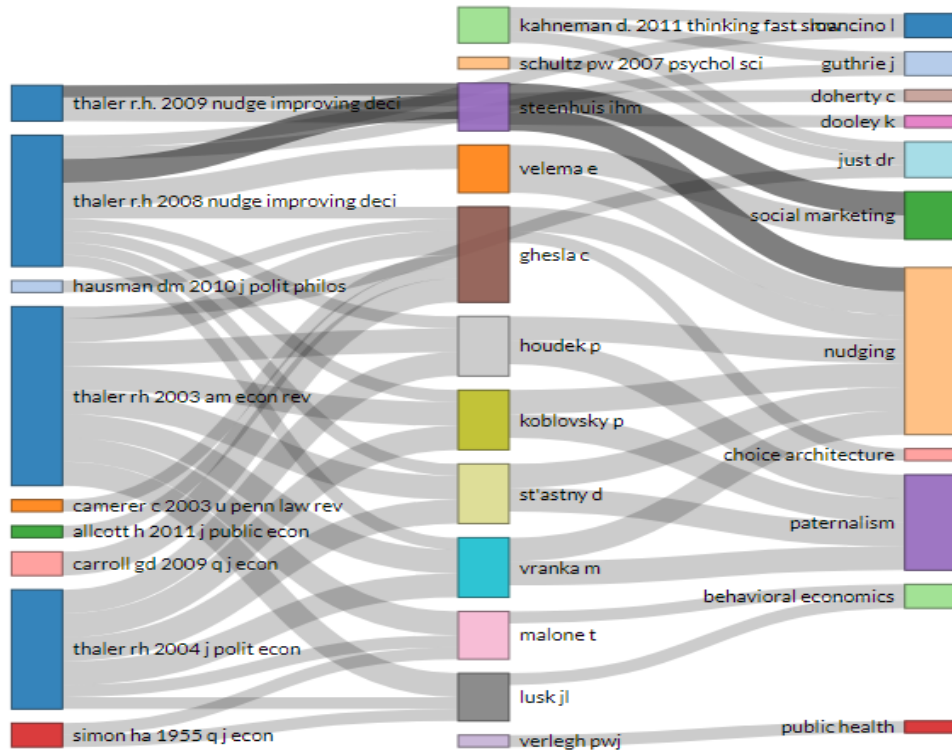 thaler r.h. 2009 nudge improving deci
thaler r.h 2008 nudge improving deci
hausman dm 2010 j polit philos
thaler rh 2003 am econ rev
camerer c 2003 u penn law rev
allcott h 2011 j public econ
carroll gd 2009 q j econ
thaler rh 2004 j polit econ
simon ha 1955 q j econ
kahneman d. 2011 thinking fast slow
schultz pw 2007 psychol sci
steenhuis ihm
velema e
ghesla c
houdek p
koblovsky p
st'astny d
vranka m
malone t
lusk jl
verlegh pwj
mancino l
guthrie j
doherty c
dooley k
just dr
social marketing
nudging
choice architecture
paternalism
behavioral economics
public health